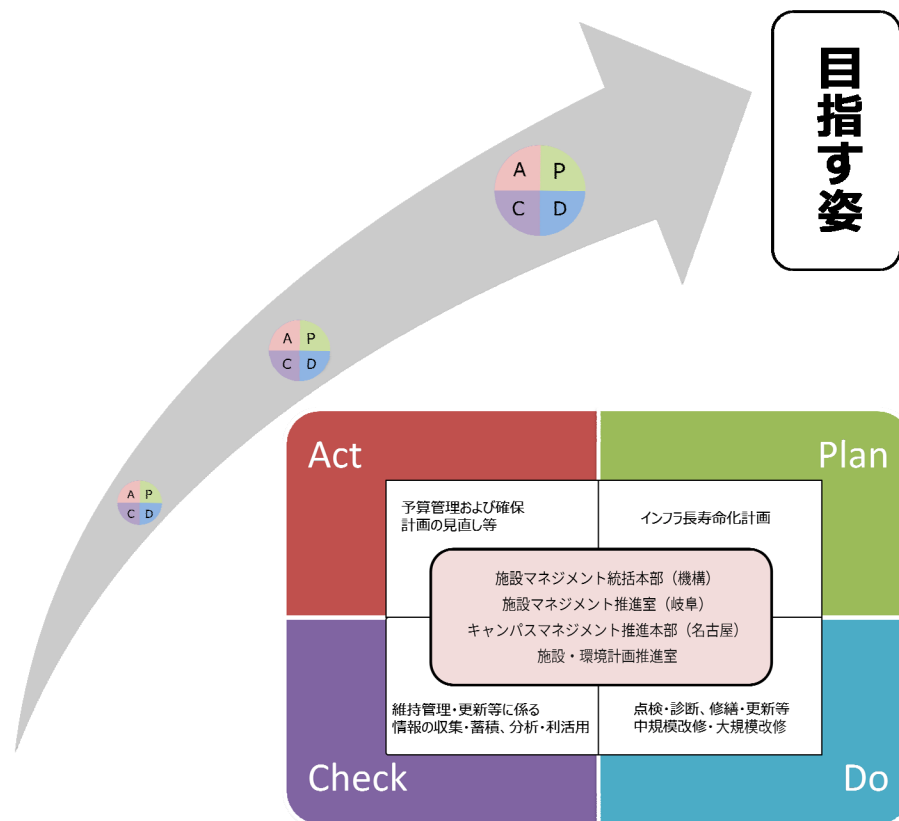 目指す姿
A P
C D
A P
C D
A P
C D
Act
Plan
予算管理および確保
計画の見直し等
インフラ長寿命化計画
施設マネジメント統括本部（機構）
施設マネジメント推進室（岐阜）
キャンパスマネジメント推進本部（名古屋）
施設・環境計画推進室
維持管理・更新等に係る
情報の収集・蓄積、分析・利活用
点検・診断、修繕・更新等
中規模改修・大規模改修
Check
Do